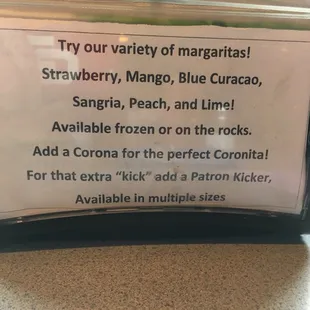 Try our variety of margaritas!
Strawberry, Mango, Blue Curacao,
Sangria, Peach, and Lime!
Available frozen or on the rocks.
Add a Corona for the perfect Coronita!
For that extra “kick” add a Patron Kicker,
Available in multiple sizes